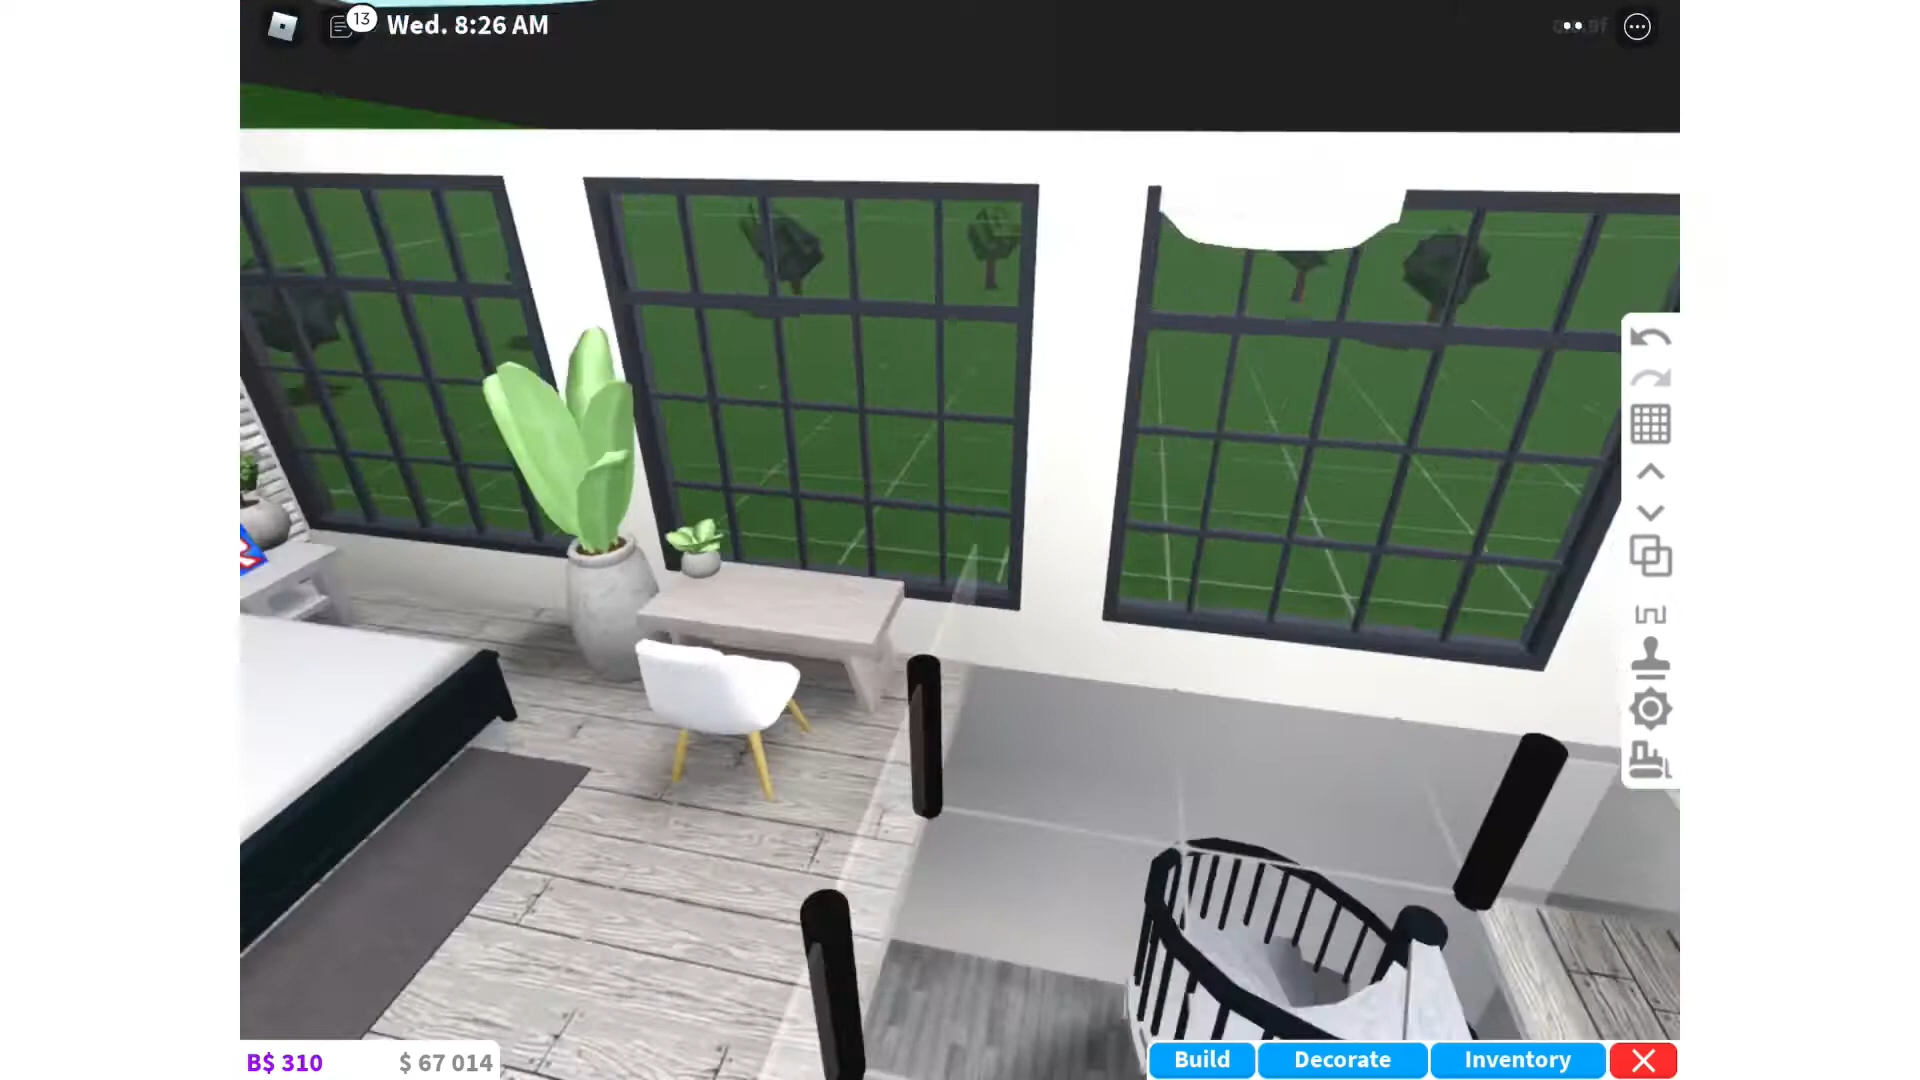 13
Wed. 8:26 AM
B$ 310
$ 67 014
Build
Decorate
Inventory